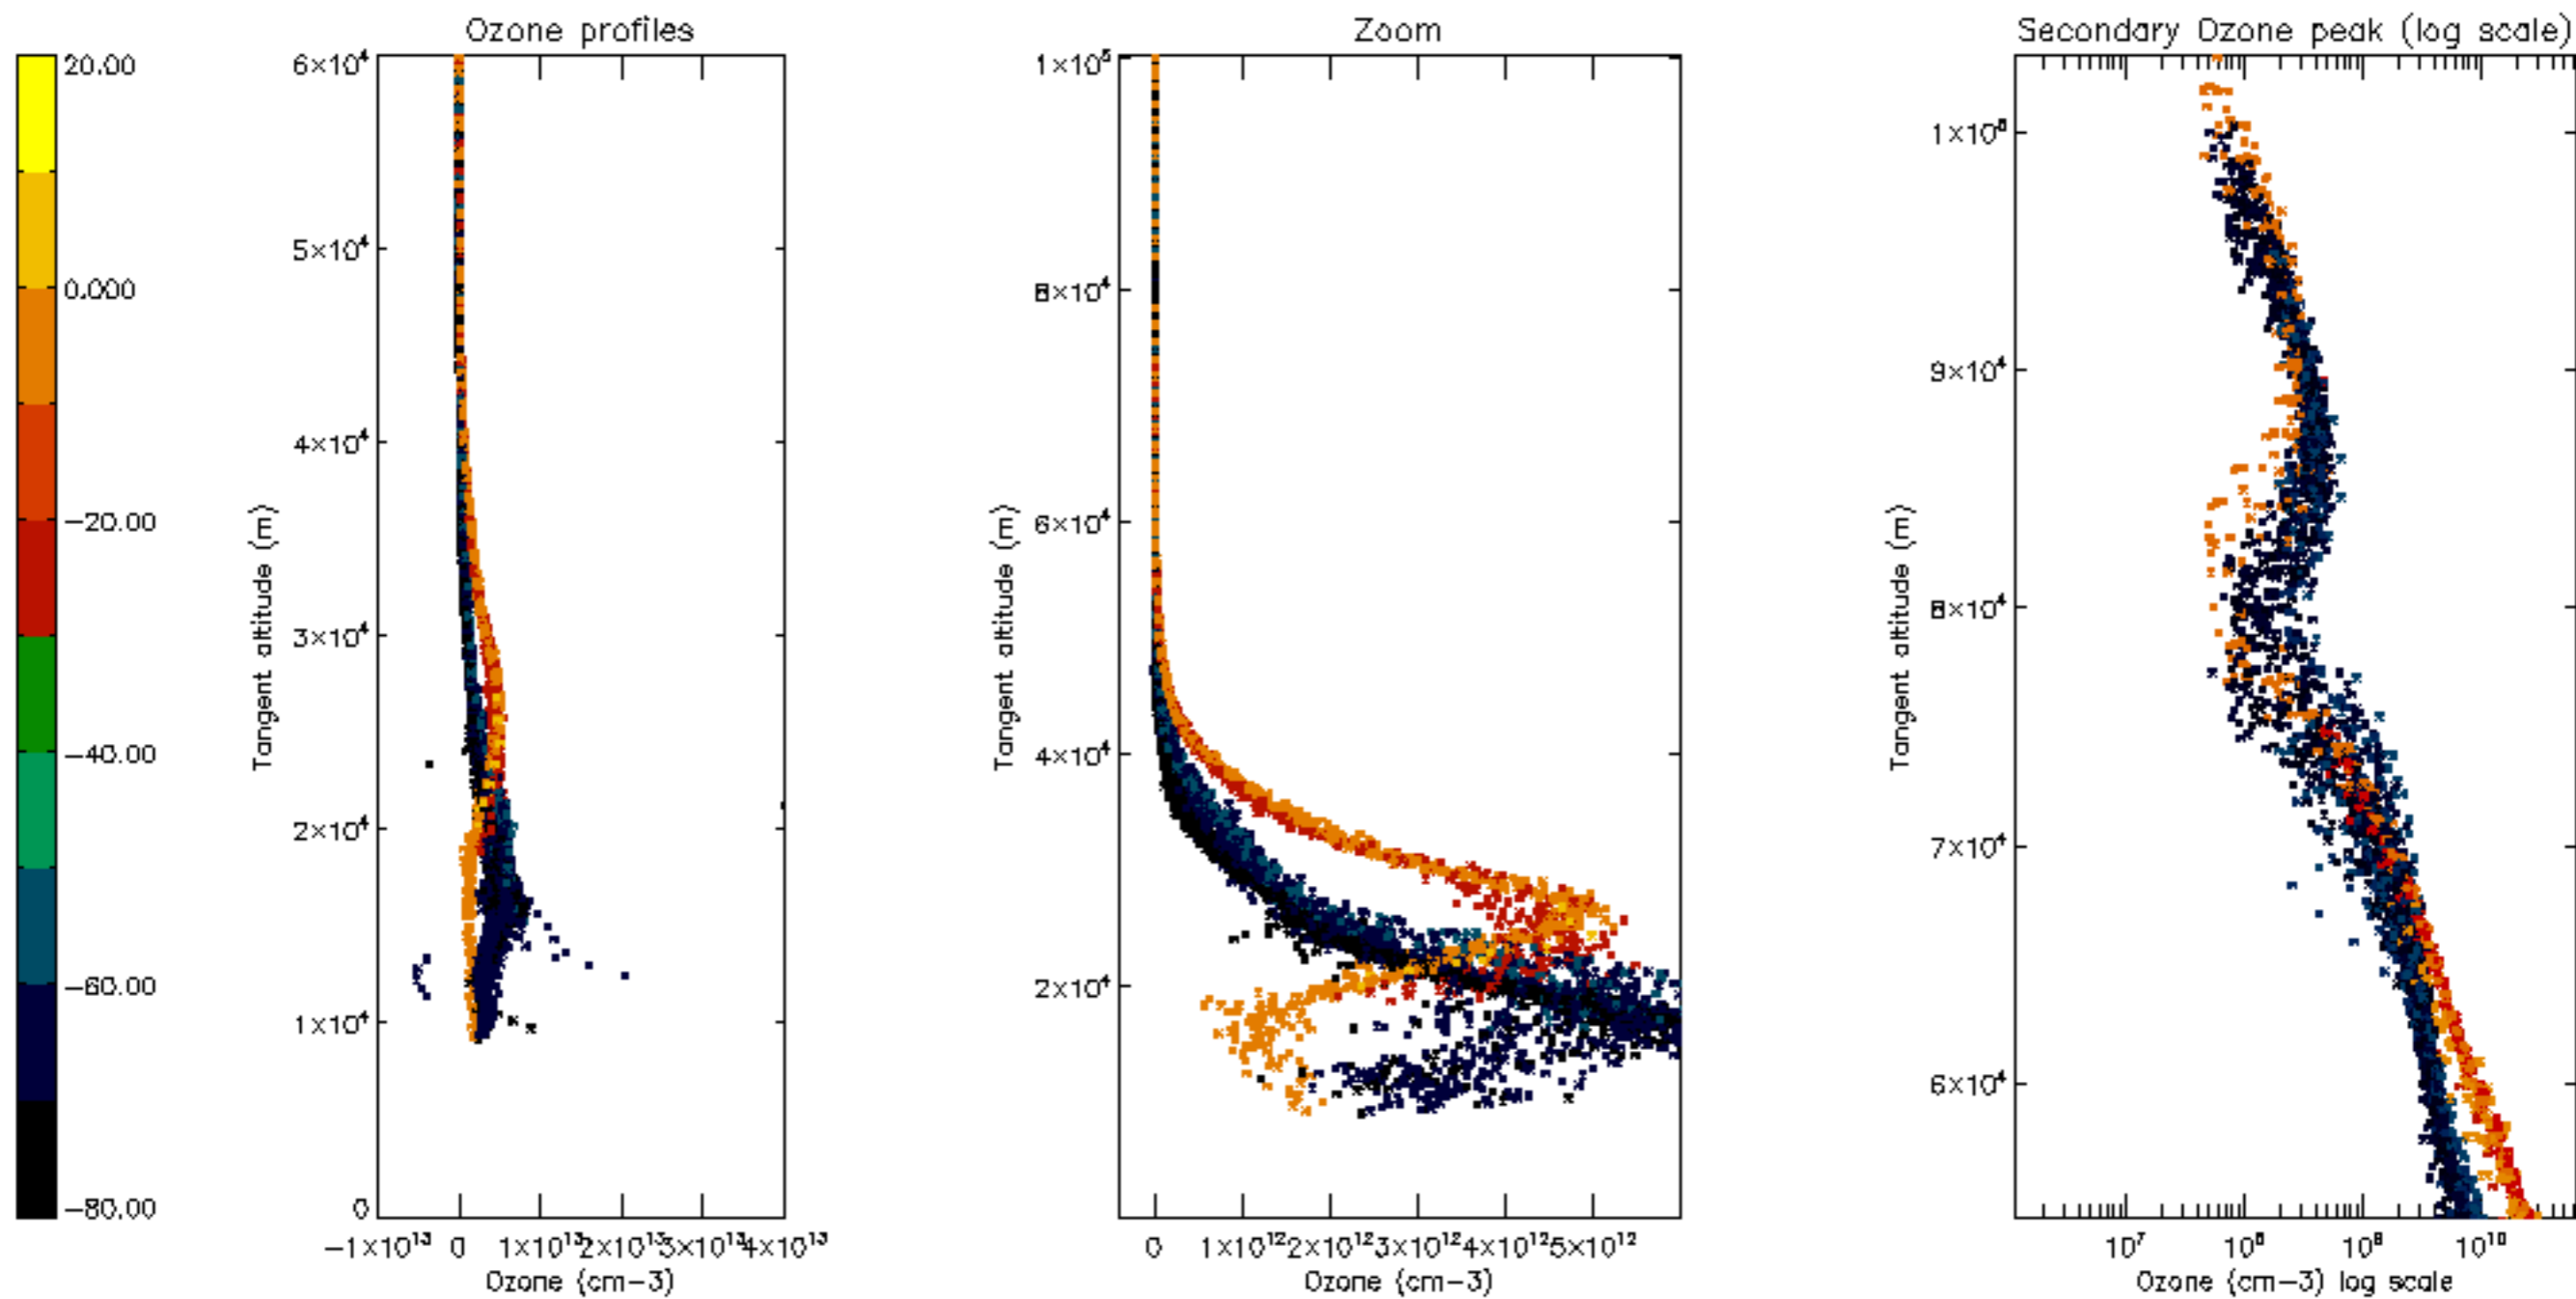 Ozone profiles
Zoom
Secondary Ozone peak (log scale)
20.00
0.000
−20.00
−40.00
−60.00
−80.00
6×10⁴
5×10⁴
4×10⁴
3×10⁴
2×10⁴
1×10⁴
0
Tangent altitude (m)
−1×10¹³ 0 1×10¹³ 2×10¹³ 3×10¹³ 4×10¹³
Ozone (cm−3)
1×10⁵
8×10⁴
6×10⁴
4×10⁴
2×10⁴
Tangent altitude (m)
0 1×10¹² 2×10¹² 3×10¹² 4×10¹² 5×10¹²
Ozone (cm−3)
1×10⁵
9×10⁴
8×10⁴
7×10⁴
6×10⁴
Tangent altitude (m)
10⁷ 10⁸ 10⁹ 10¹⁰
Ozone (cm−3) log scale